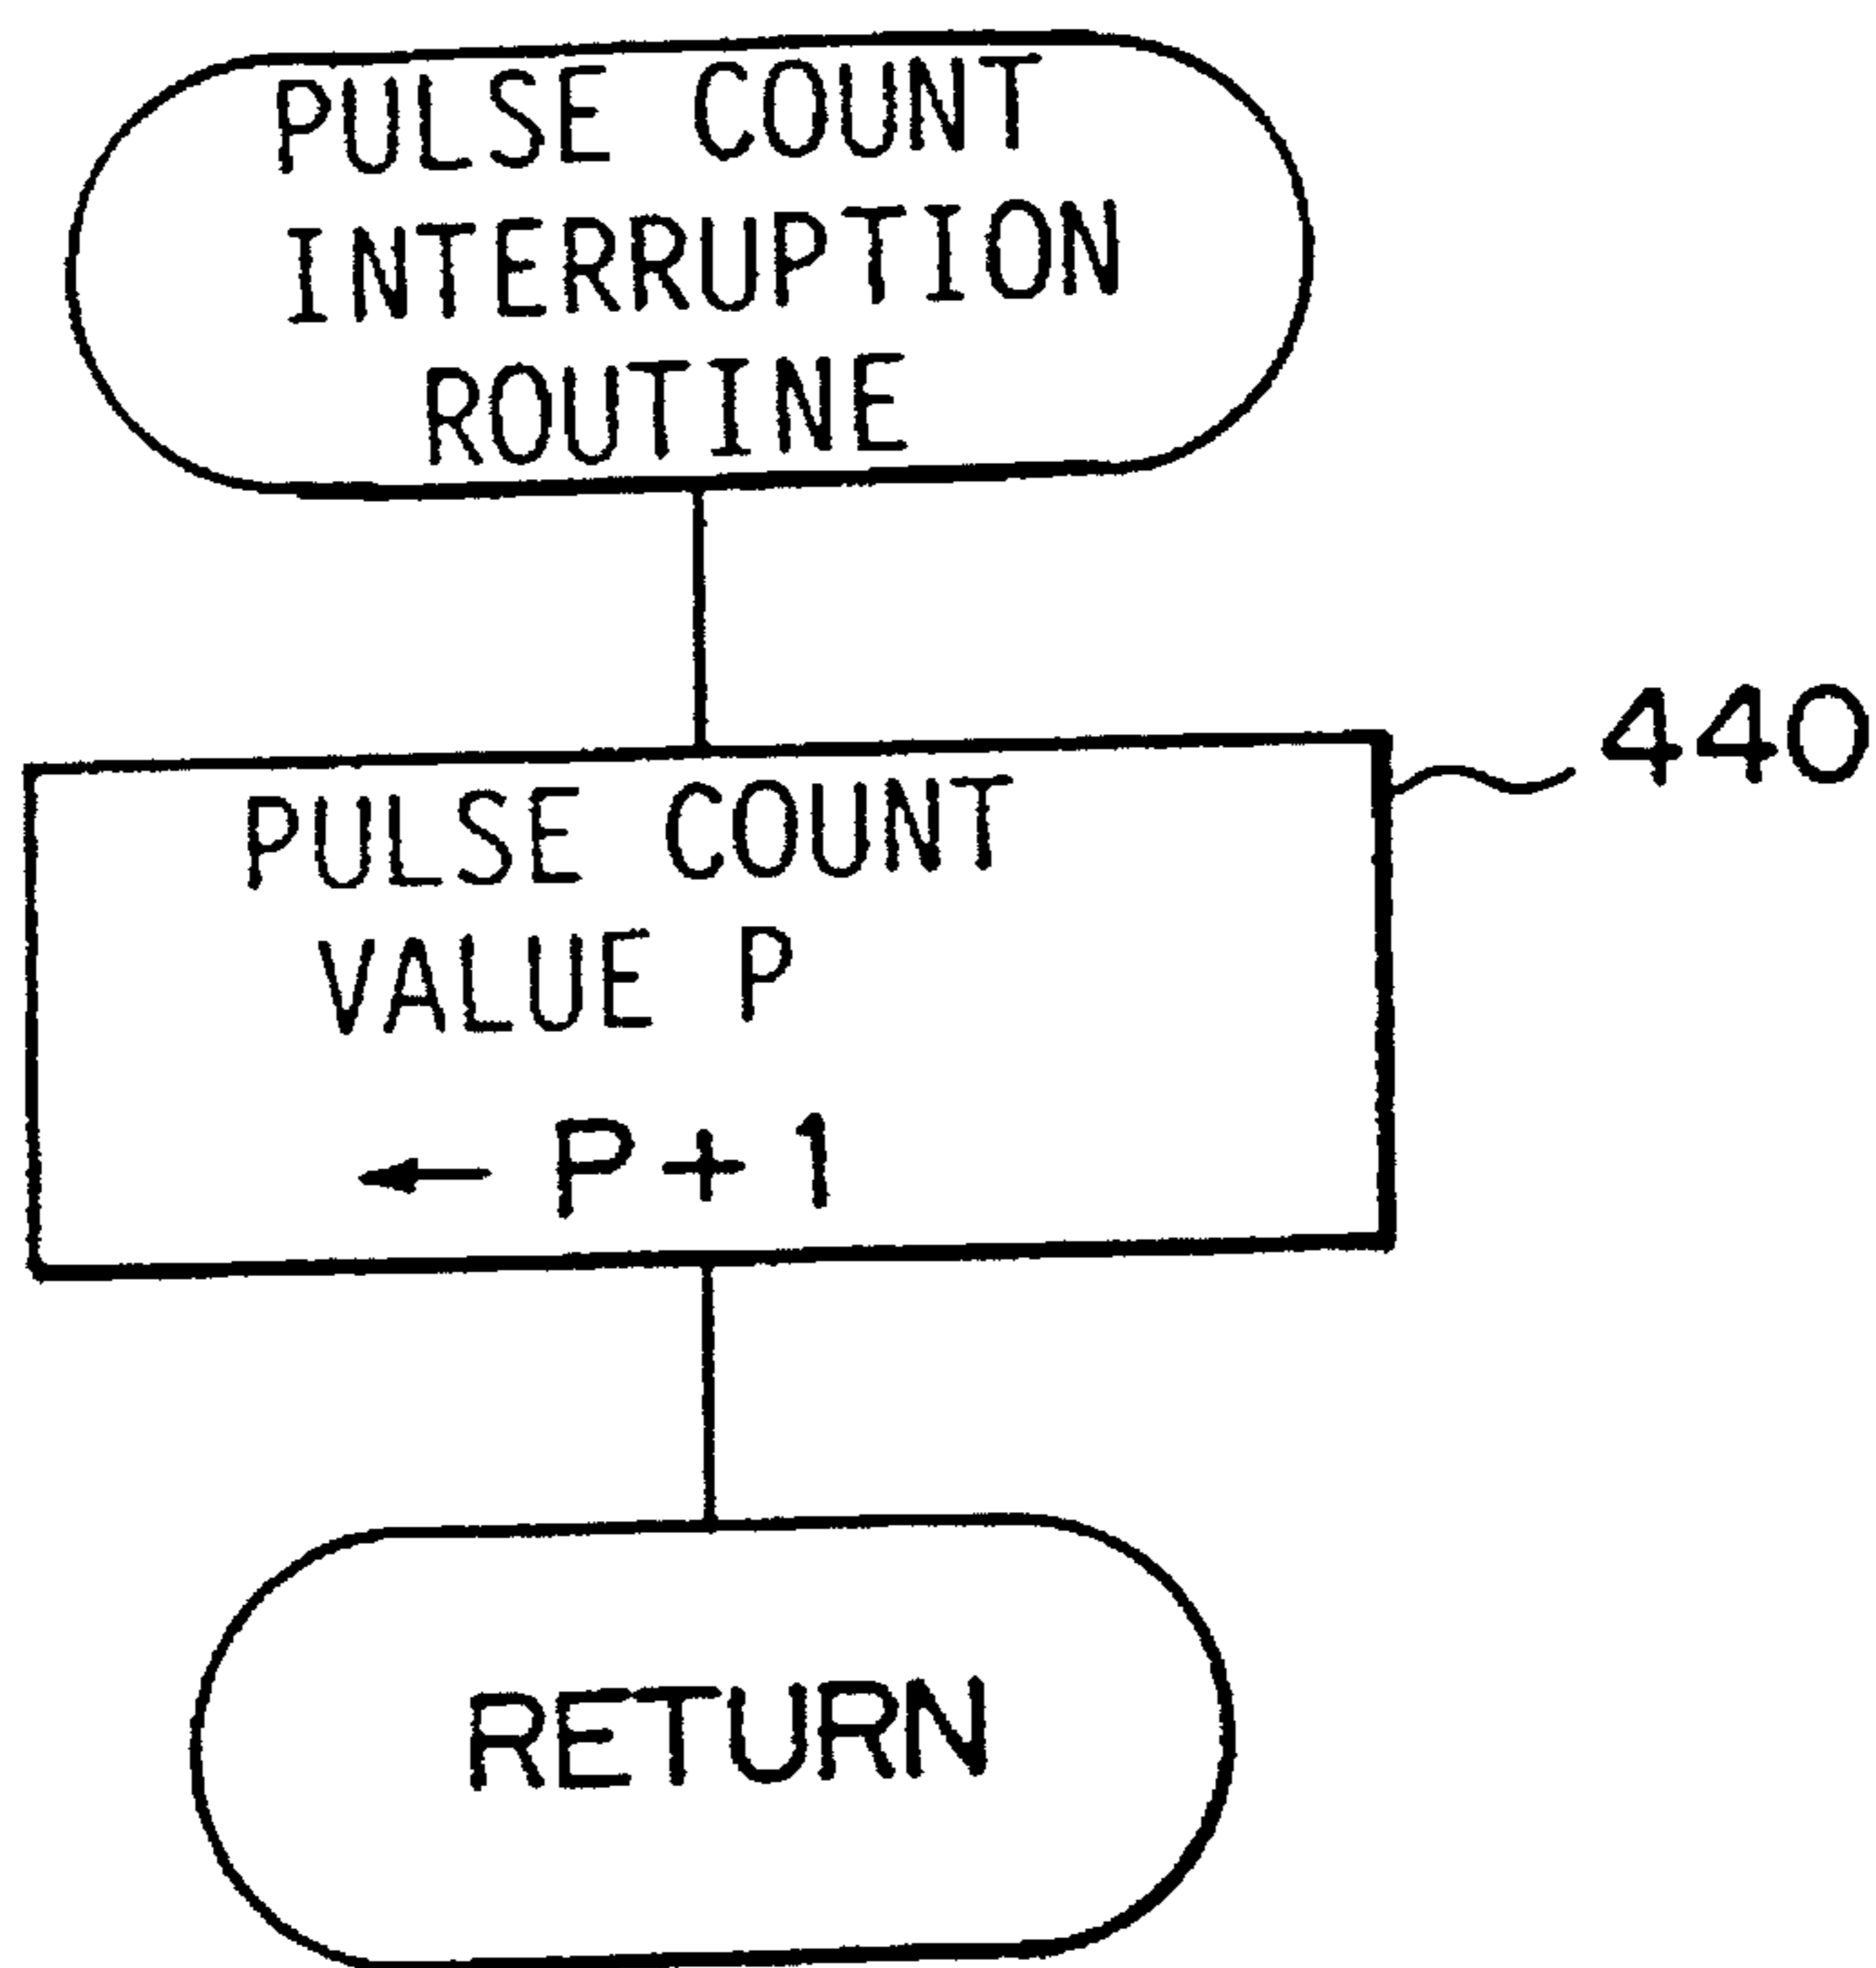 PULSE COUNT
INTERRUPTION
ROUTINE
440
PULSE COUNT
VALUE P
← P+1
RETURN